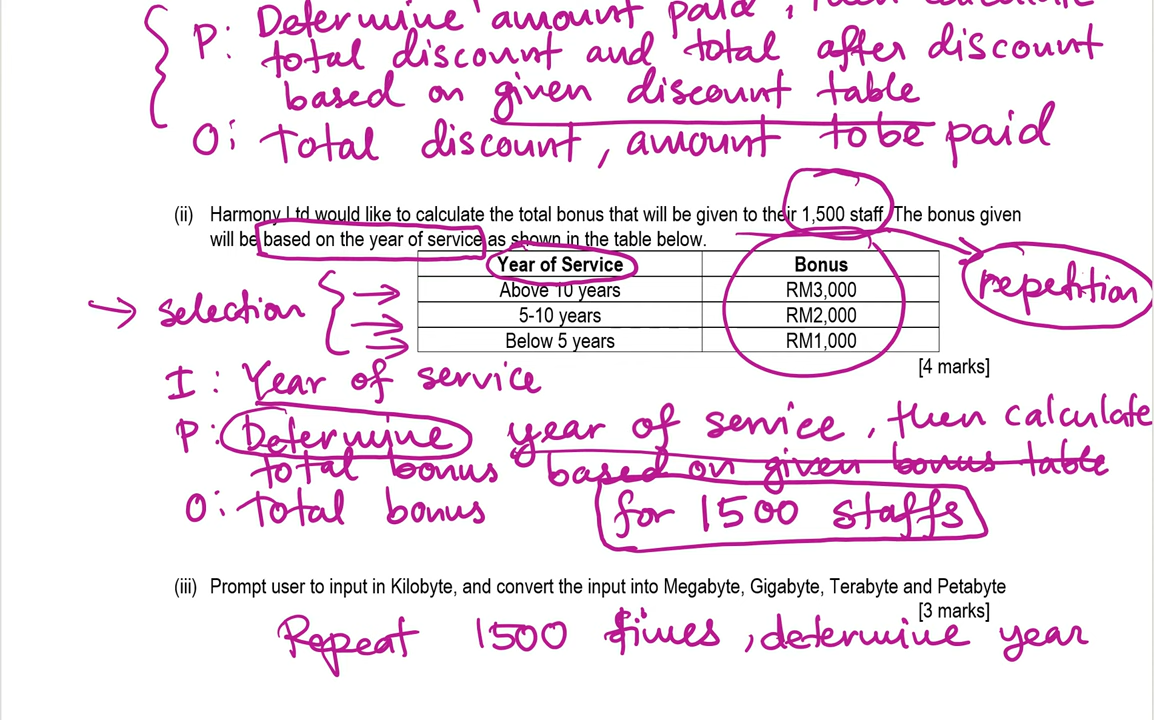 P: Determine amount paid, then calculate
total discount and total after discount
based on given discount table
O: Total discount, amount to be paid
(ii) Harmony Ltd would like to calculate the total bonus that will be given to their 1,500 staff. The bonus given
will be based on the year of service as shown in the table below.
Year of Service Bonus
Above 10 years RM3,000
5-10 years RM2,000
Below 5 years RM1,000
repetition
→ selection
[4 marks]
I: Year of service
P: Determine year of service, then calculate
total bonus based on given bonus table
O: total bonus for 1500 staffs
(iii) Prompt user to input in Kilobyte, and convert the input into Megabyte, Gigabyte, Terabyte and Petabyte
[3 marks]
Repeat 1500 times, determine year